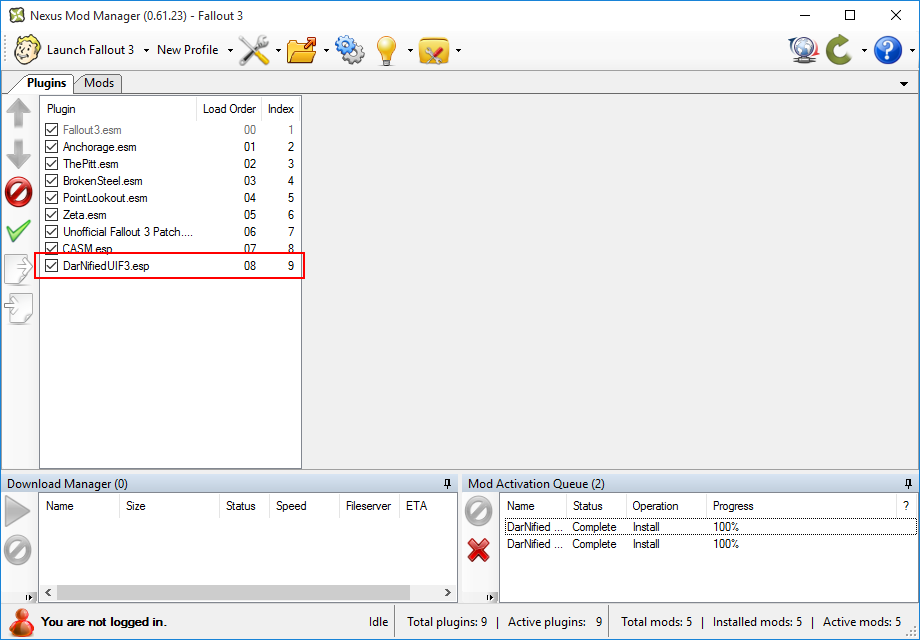 Nexus Mod Manager (0.61.23) - Fallout 3
Launch Fallout 3 New Profile
Plugins Mods
Plugin Load Order Index
Fallout3.esm 00 1
Anchorage.esm 01 2
ThePitt.esm 02 3
BrokenSteel.esm 03 4
PointLookout.esm 04 5
Zeta.esm 05 6
Unofficial Fallout 3 Patch.... 06 7
CASM.esp 07 8
DarNifiedUIF3.esp 08 9
Download Manager (0)
Name Size Status Speed Fileserver ETA
Mod Activation Queue (2)
Name Status Operation Progress ?
DarNified ... Complete Install 100%
DarNified ... Complete Install 100%
You are not logged in. Idle Total plugins: 9 | Active plugins: 9 Total mods: 5 | Installed mods: 5 | Active mods: 5